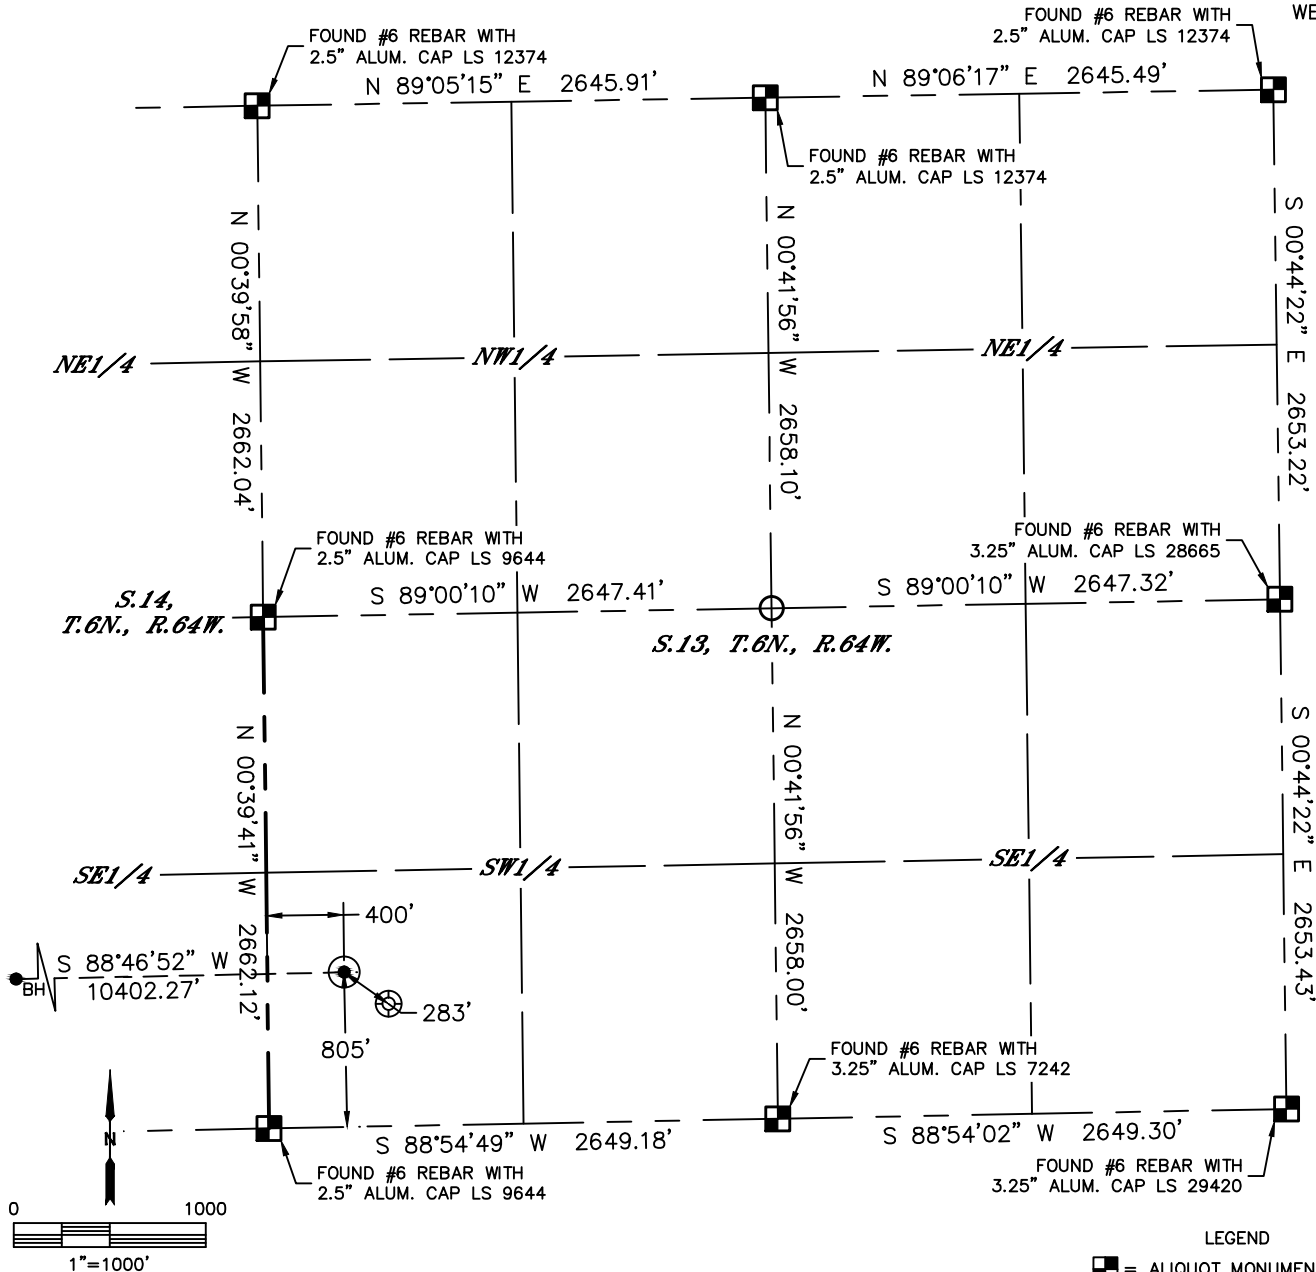 FOUND #6 REBAR WITH
2.5" ALUM. CAP LS 12374
FOUND #6 REBAR WITH
2.5" ALUM. CAP LS 12374
N 89°05'15" E 2645.91'
N 89°06'17" E 2645.49'
FOUND #6 REBAR WITH
2.5" ALUM. CAP LS 12374
N 00°39'58" W 2662.04'
N 00°41'56" W 2658.10'
S 00°44'22" E 2653.22'
NE1/4
NW1/4
NE1/4
FOUND #6 REBAR WITH
2.5" ALUM. CAP LS 9644
FOUND #6 REBAR WITH
3.25" ALUM. CAP LS 28665
S.14,
T.6N., R.64W.
S 89°00'10" W 2647.41'
S 89°00'10" W 2647.32'
S.13, T.6N., R.64W.
N 00°39'41" W 2662.12'
N 00°41'56" W 2658.00'
S 00°44'22" E 2653.43'
SE1/4
SW1/4
SE1/4
400'
S 88°46'52" W
10402.27'
BH
283'
805'
FOUND #6 REBAR WITH
3.25" ALUM. CAP LS 7242
N
S 88°54'49" W 2649.18'
S 88°54'02" W 2649.30'
FOUND #6 REBAR WITH
2.5" ALUM. CAP LS 9644
FOUND #6 REBAR WITH
3.25" ALUM. CAP LS 29420
0 1000
1"=1000'
LEGEND
= ALIQUOT